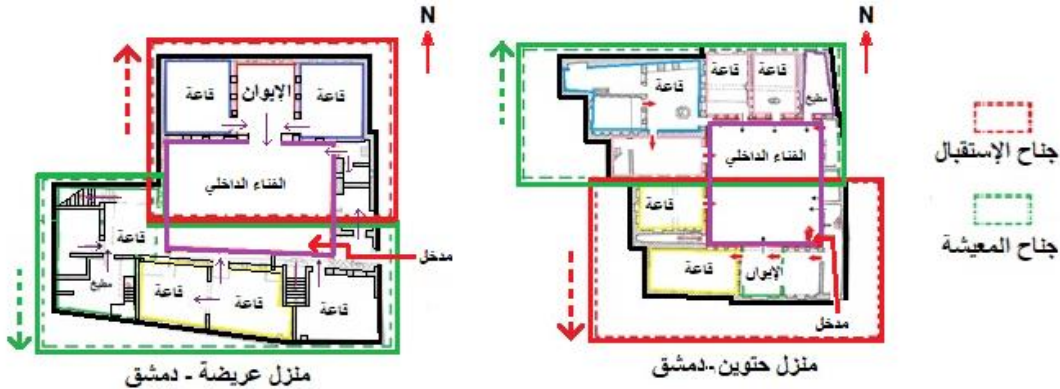 N
قاعة
الإيوان
قاعة
الفناء الداخلي
قاعة
مطبخ
قاعة
قاعة
قاعة
مدخل
منزل عريضة - دمشق
N
قاعة
قاعة
قاعة
مطبخ
الفناء الداخلي
قاعة
قاعة
الإيوان
مدخل
منزل حتوين--دمشق
جناح الإستقبال
جناح المعيشة